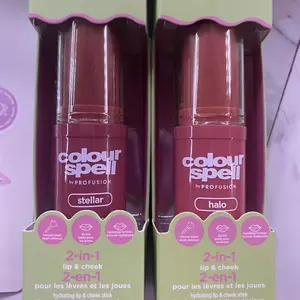 colour
spell
by PROFUSION
stellar
2-in-1
lip & cheek
2-en-1
pour les lèvres et les joues
hydrating lip & cheek stick
colour
spell
by PROFUSION
halo
2-in-1
lip & cheek
2-en-1
pour les lèvres et les joues
hydrating lip & cheek stick